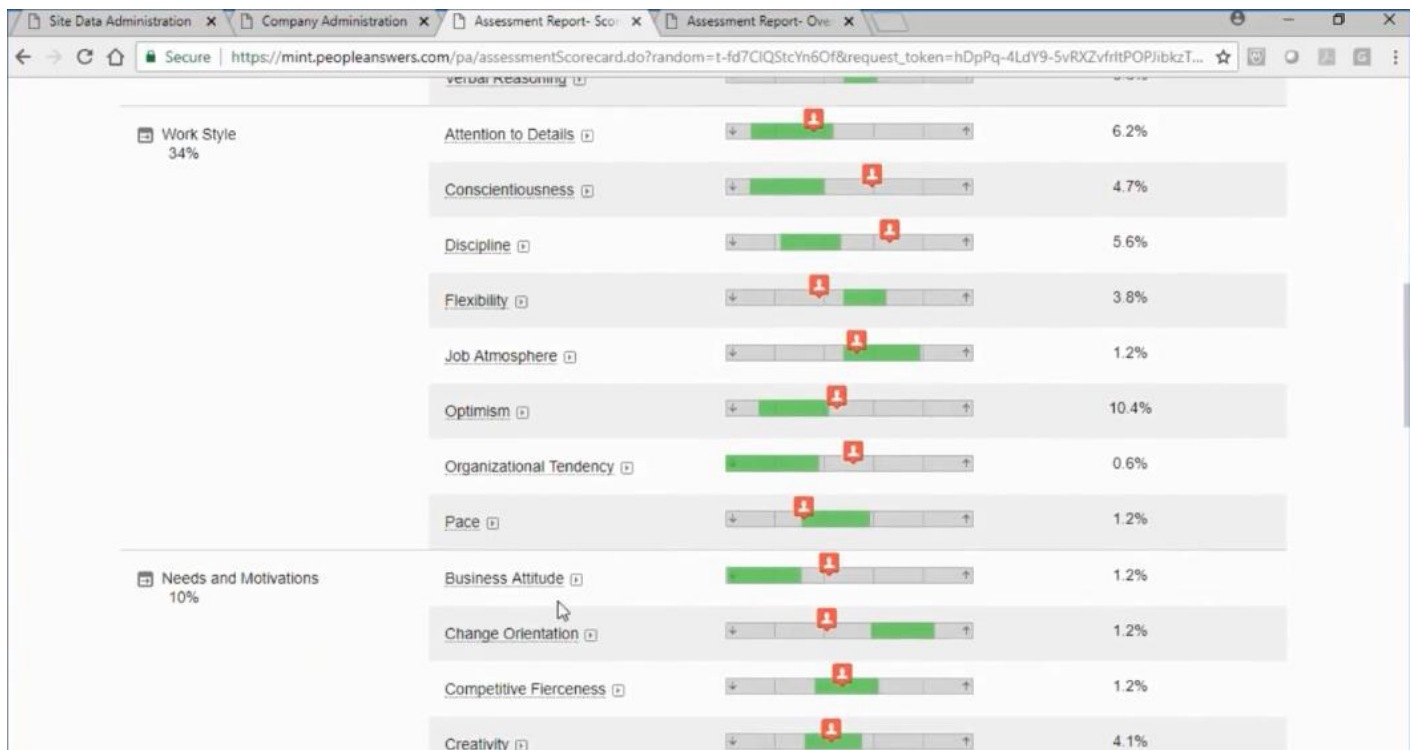 Site Data Administration
Company Administration
Assessment Report- Scor
Assessment Report- Ove
Secure | https://mint.peopleanswers.com/pa/assessmentScorecard.do?random=t-fd7ClQStcYn6Of&request_token=hDpPq-4LdY9-5vRXZvfrltPOPJibkzT...
Verbal Reasoning
Work Style
34%
Attention to Details 6.2%
Conscientiousness 4.7%
Discipline 5.6%
Flexibility 3.8%
Job Atmosphere 1.2%
Optimism 10.4%
Organizational Tendency 0.6%
Pace 1.2%
Needs and Motivations
10%
Business Attitude 1.2%
Change Orientation 1.2%
Competitive Fierceness 1.2%
Creativity 4.1%